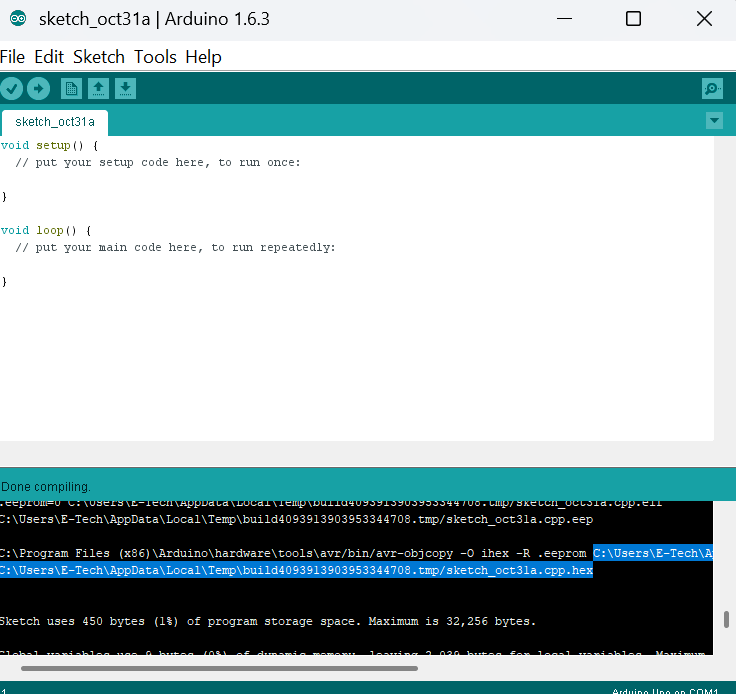 sketch_oct31a | Arduino 1.6.3
File Edit Sketch Tools Help
sketch_oct31a
void setup() {
  // put your setup code here, to run once:
}
void loop() {
  // put your main code here, to run repeatedly:
}
Done compiling.
.eeprom=0 C:\Users\E-Tech\AppData\Local\Temp\build4093913903953344708.tmp/sketch_oct31a.cpp.elf
C:\Users\E-Tech\AppData\Local\Temp\build4093913903953344708.tmp/sketch_oct31a.cpp.eep
C:\Program Files (x86)\Arduino\hardware\tools\avr/bin/avr-objcopy -O ihex -R .eeprom C:\Users\E-Tech\A
C:\Users\E-Tech\AppData\Local\Temp\build4093913903953344708.tmp/sketch_oct31a.cpp.hex
Sketch uses 450 bytes (1%) of program storage space. Maximum is 32,256 bytes.
Global variables use 9 bytes (0%) of dynamic memory, leaving 2,039 bytes for local variables. Maximum
1
Arduino Uno on COM1